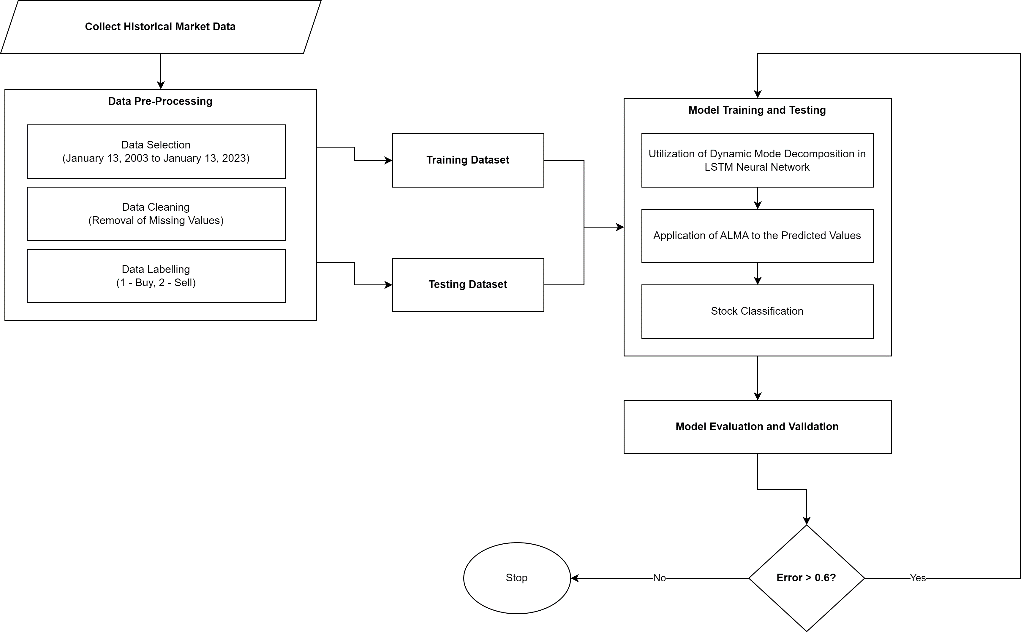 Collect Historical Market Data
Data Pre-Processing
Data Selection
(January 13, 2003 to January 13, 2023)
Data Cleaning
(Removal of Missing Values)
Data Labelling
(1 - Buy, 2 - Sell)
Training Dataset
Testing Dataset
Model Training and Testing
Utilization of Dynamic Mode Decomposition in
LSTM Neural Network
Application of ALMA to the Predicted Values
Stock Classification
Model Evaluation and Validation
Error > 0.6?
Yes
No
Stop